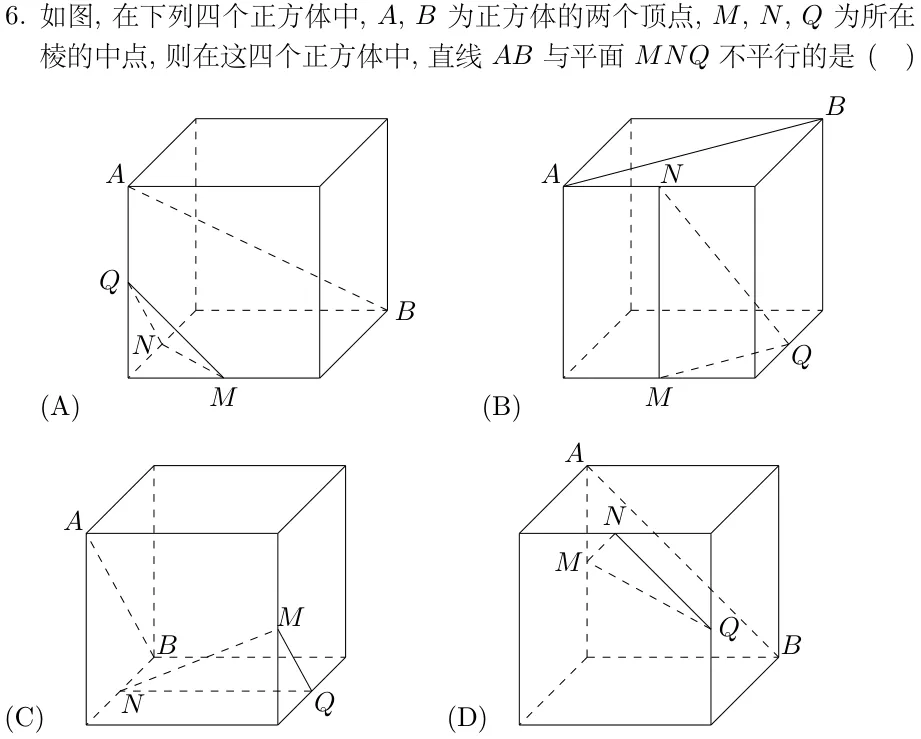 6. 如图, 在下列四个正方体中, A, B 为正方体的两个顶点, M, N, Q 为所在
棱的中点, 则在这四个正方体中, 直线 AB 与平面 MNQ 不平行的是 ( )
A
Q
N
M
B
(A)
B
A
N
Q
M
(B)
A
M
B
N
Q
(C)
A
N
M
Q
B
(D)